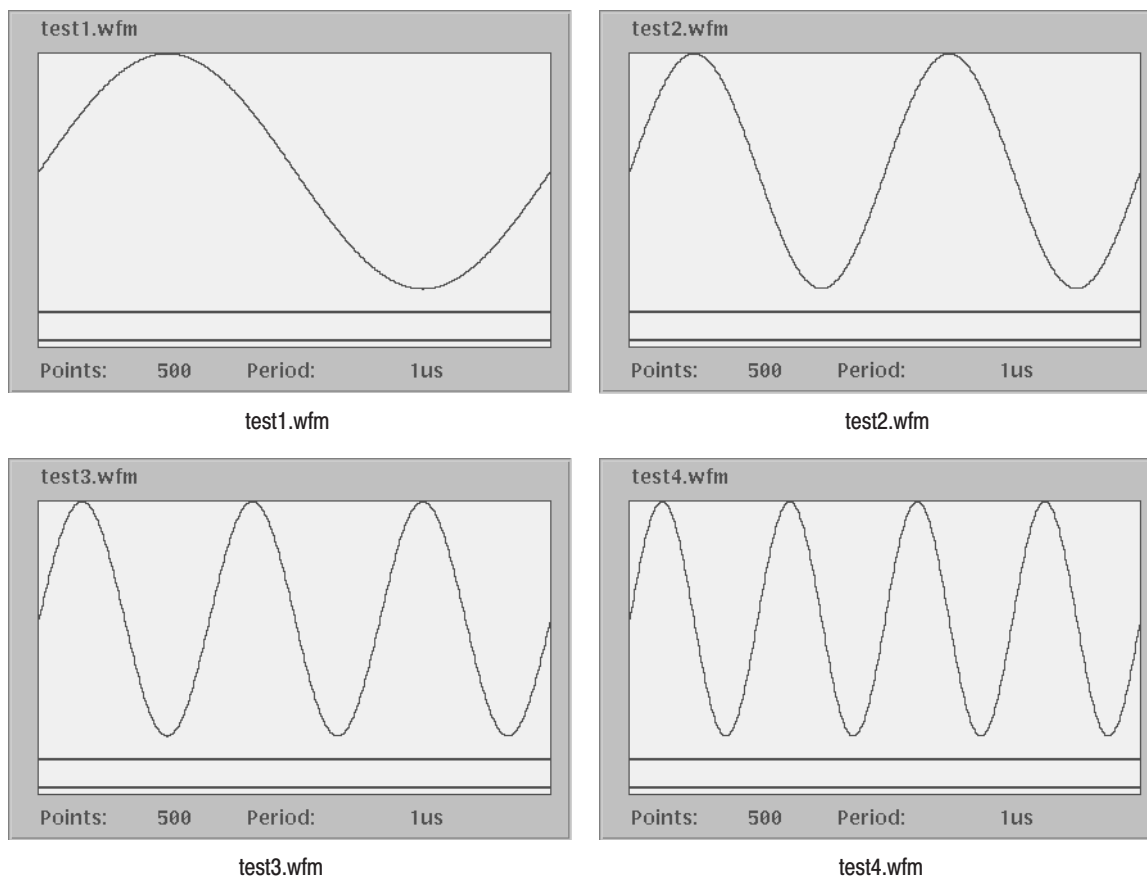 test1.wfm
Points: 500 Period: 1us
test1.wfm
test2.wfm
Points: 500 Period: 1us
test2.wfm
test3.wfm
Points: 500 Period: 1us
test3.wfm
test4.wfm
Points: 500 Period: 1us
test4.wfm